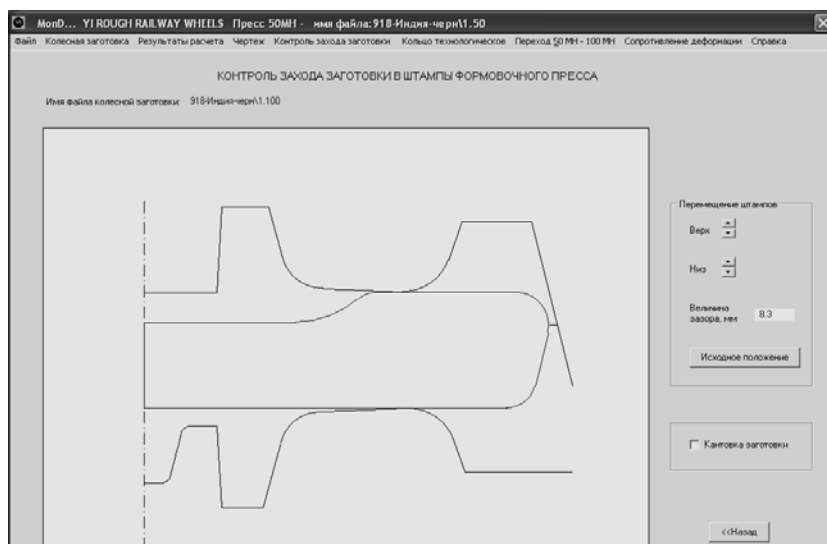 MonD... YI ROUGH RAILWAY WHEELS Пресс 50МН - имя файла:918-Индия-черн\1.50
Файл Колесная заготовка Результаты расчета Чертеж Контроль захода заготовки Кольцо технологическое Переход 50 МН - 100 МН Сопротивление деформации Справка
КОНТРОЛЬ ЗАХОДА ЗАГОТОВКИ В ШТАМПЫ ФОРМОВОЧНОГО ПРЕССА
Имя файла колесной заготовки: 918-Индия-черн\1.100
Перемещение штампов
Верх
Низ
Величина
зазора, мм 8.3
Исходное положение
Кантовка заготовки
<<Назад